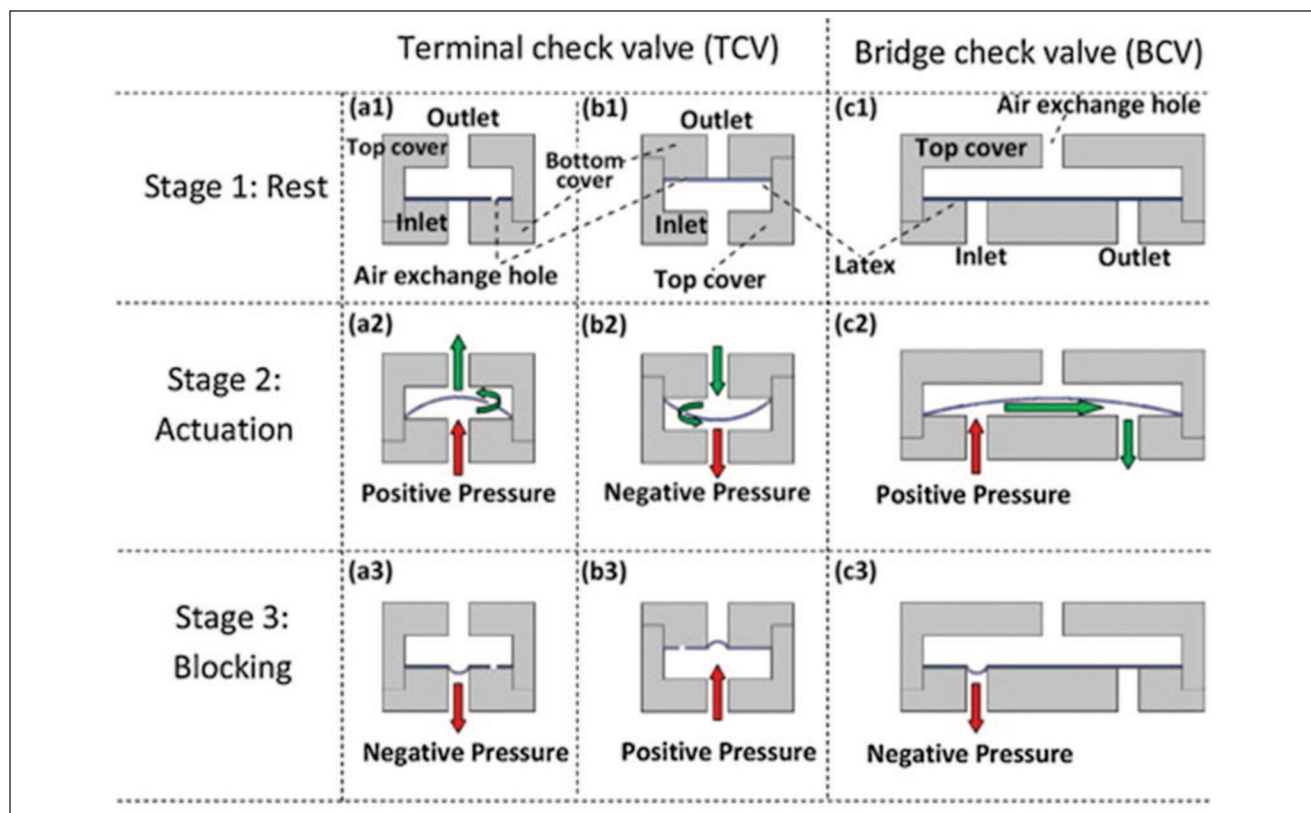 Terminal check valve (TCV)
Bridge check valve (BCV)
Stage 1: Rest
(a1)
Outlet
Top cover
Inlet
Air exchange hole
(b1)
Outlet
Bottom
cover
Inlet
Top cover
(c1)
Air exchange hole
Top cover
Latex
Inlet
Outlet
Stage 2:
Actuation
(a2)
Positive Pressure
(b2)
Negative Pressure
(c2)
Positive Pressure
Stage 3:
Blocking
(a3)
Negative Pressure
(b3)
Positive Pressure
(c3)
Negative Pressure